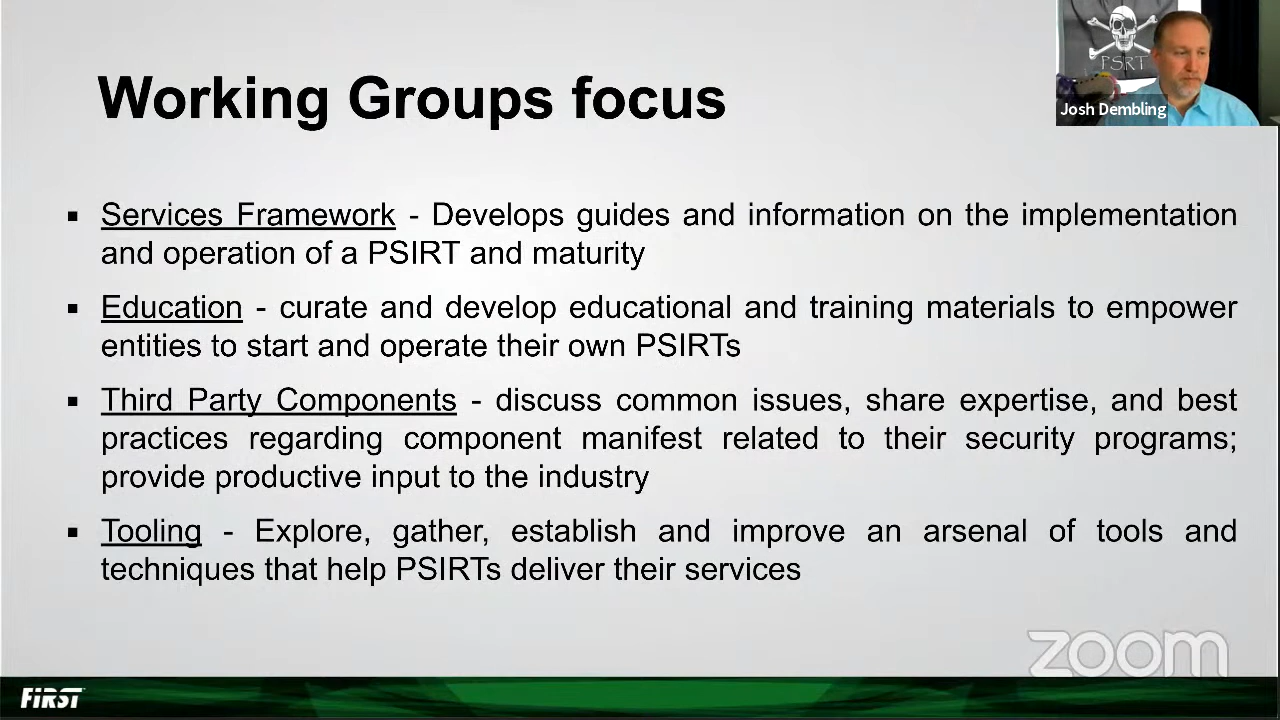 Working Groups focus
PSRT
Josh Dembling
▪ Services Framework - Develops guides and information on the implementation
and operation of a PSIRT and maturity
▪ Education - curate and develop educational and training materials to empower
entities to start and operate their own PSIRTs
▪ Third Party Components - discuss common issues, share expertise, and best
practices regarding component manifest related to their security programs;
provide productive input to the industry
▪ Tooling - Explore, gather, establish and improve an arsenal of tools and
techniques that help PSIRTs deliver their services
zoom
FiRST